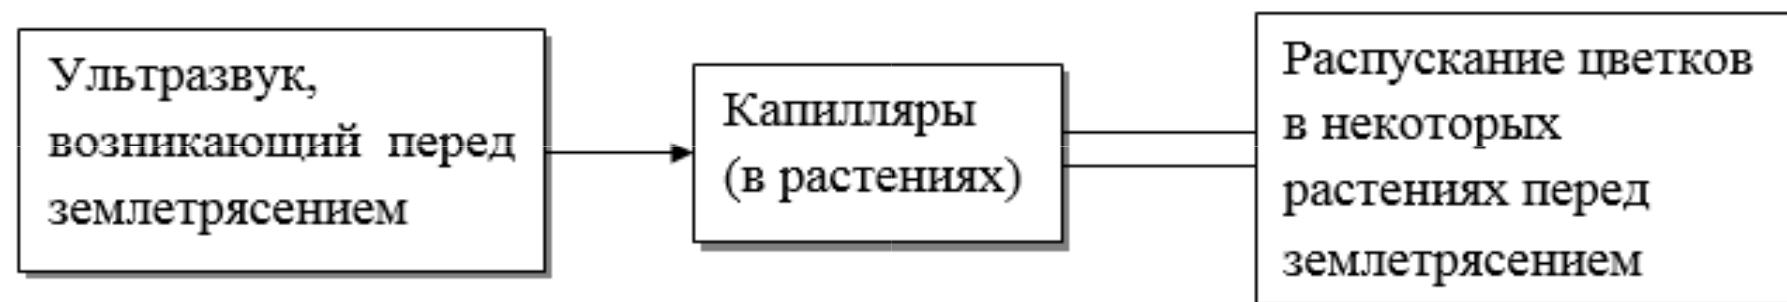 Ультразвук,
возникающий перед
землетрясением
Капилляры
(в растениях)
Распускание цветков
в некоторых
растениях перед
землетрясением